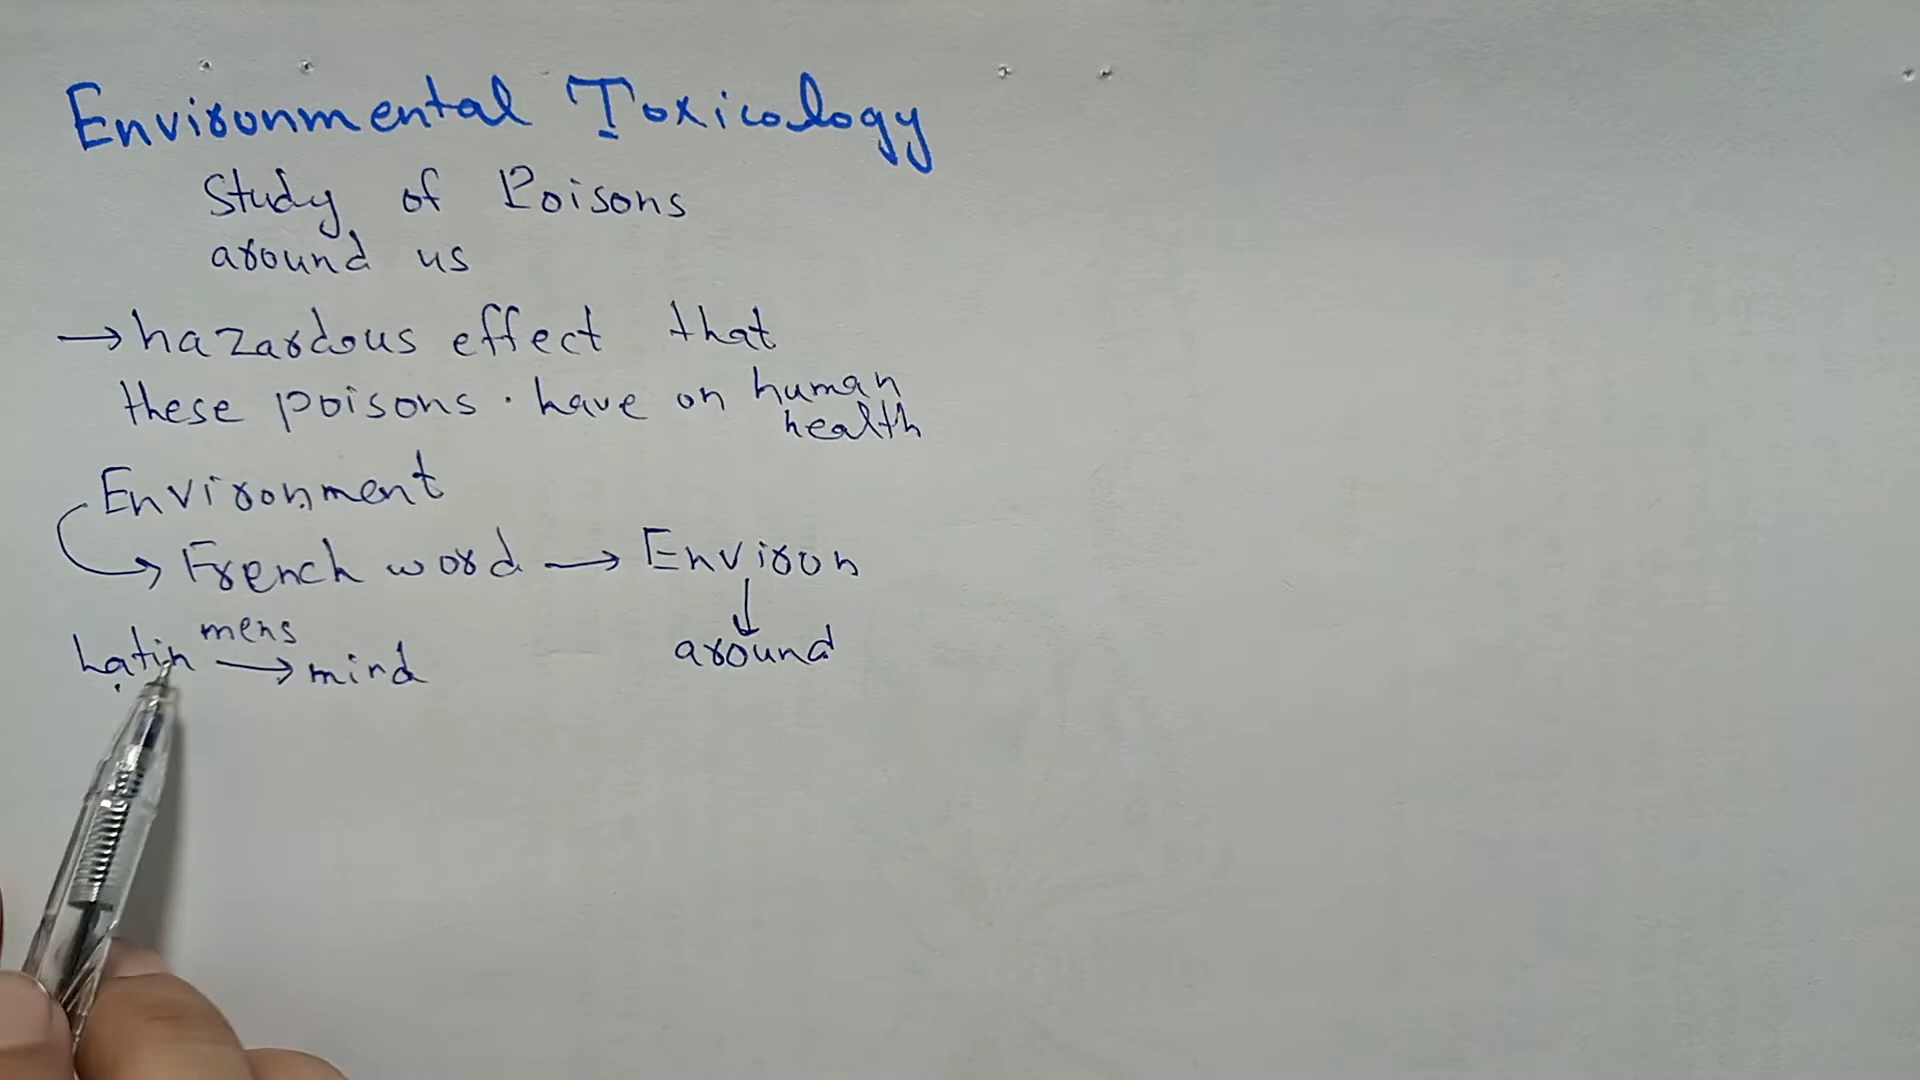 Environmental Toxicology
Study of Poisons
around us
→ hazardous effect that
these poisons . have on human
health
Environment
→ French word → Environ
↓
around
mens
Latin → mind